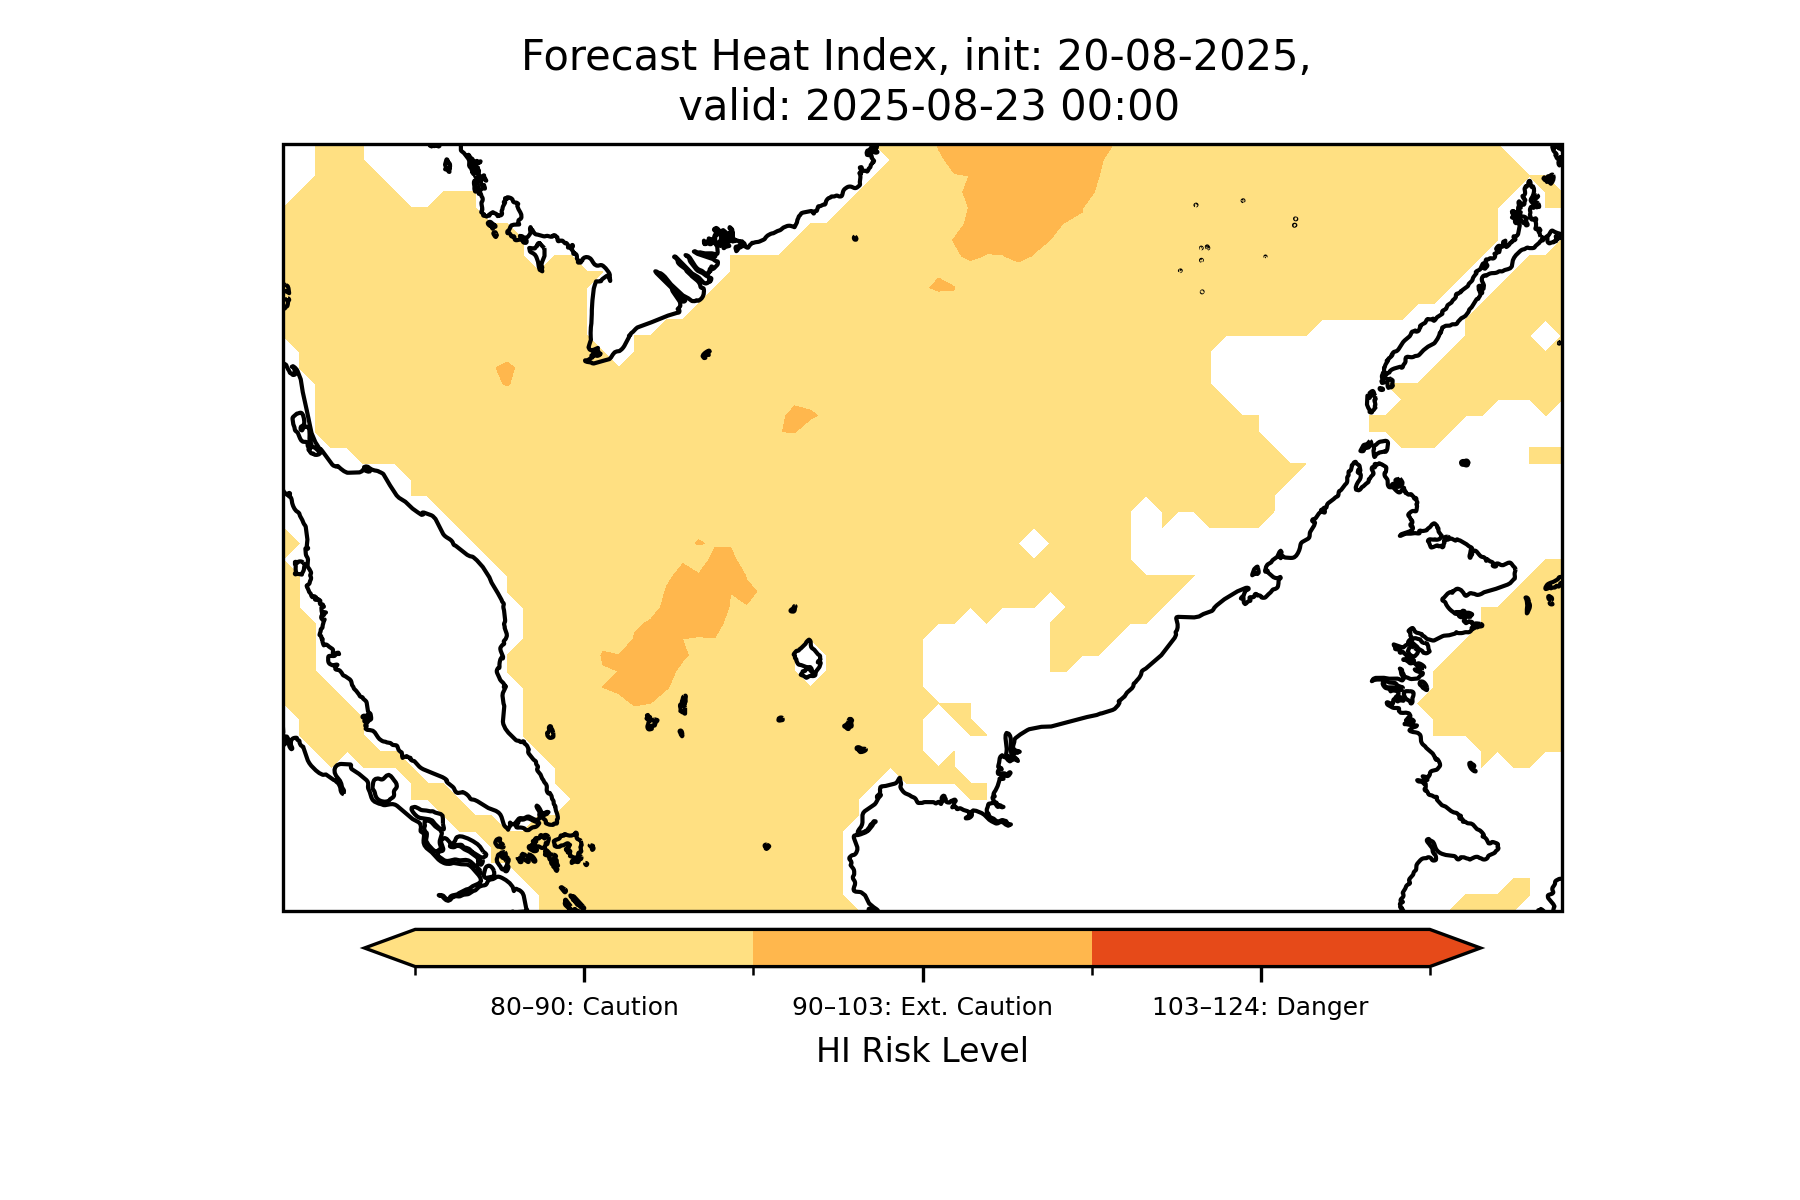 Forecast Heat Index, init: 20-08-2025,
valid: 2025-08-23 00:00
80–90: Caution
90–103: Ext. Caution
103–124: Danger
HI Risk Level